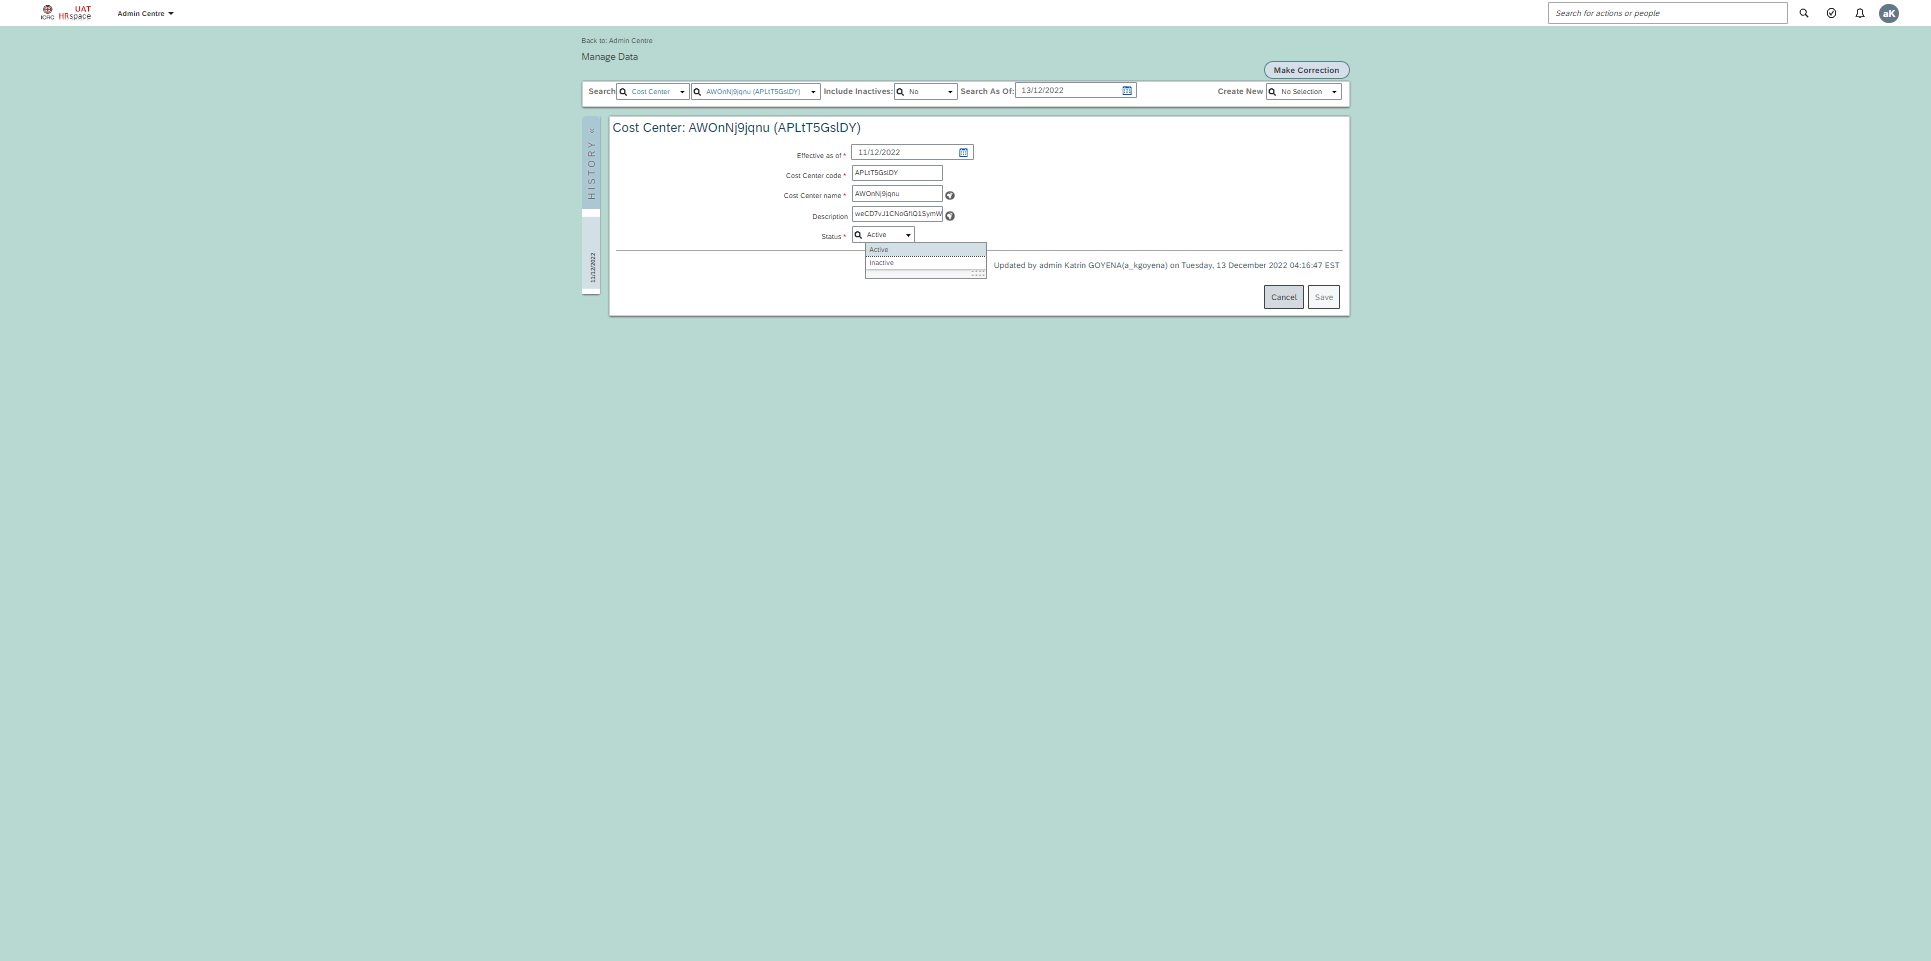 ICRC
UAT
HRspace
Admin Centre
Search for actions or people
aK
Back to: Admin Centre
Manage Data
Make Correction
Search
Cost Center
AWOnNj9jqnu (APLtT5GslDY)
Include Inactives:
No
Search As Of:
13/12/2022
Create New
No Selection
HISTORY
11/12/2022
Cost Center: AWOnNj9jqnu (APLtT5GslDY)
Effective as of *
11/12/2022
Cost Center code *
APLtT5GslDY
Cost Center name *
AWOnNj9jqnu
Description
weCD7vJ1CNoGflQ1SymW
Status *
Active
Active
Inactive
Updated by admin Katrin GOYENA(a_kgoyena) on Tuesday, 13 December 2022 04:16:47 EST
Cancel
Save